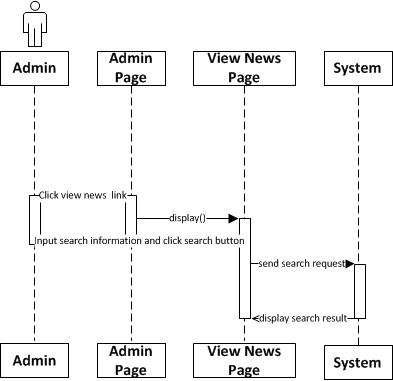 Admin
Admin
Page
View News
Page
System
Click view news link
display()
Input search information and click search button
send search request
display search result
Admin
Admin
Page
View News
Page
System